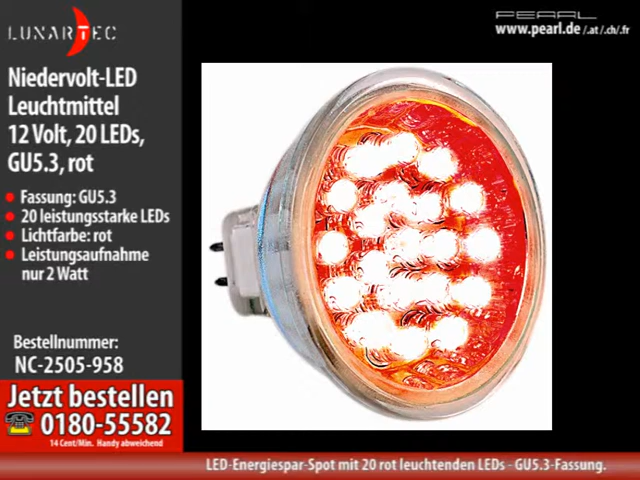 LUNARTEC
PEARL
www.pearl.de /.at /.ch/.fr
Niedervolt-LED
Leuchtmittel
12 Volt, 20 LEDs,
GU5.3, rot
Fassung: GU5.3
20 leistungsstarke LEDs
Lichtfarbe: rot
Leistungsaufnahme
nur 2 Watt
Bestellnummer:
NC-2505-958
Jetzt bestellen
0180-55582
14 Cent/Min. Handy abweichend
LED-Energiespar-Spot mit 20 rot leuchtenden LEDs - GU5.3-Fassung.